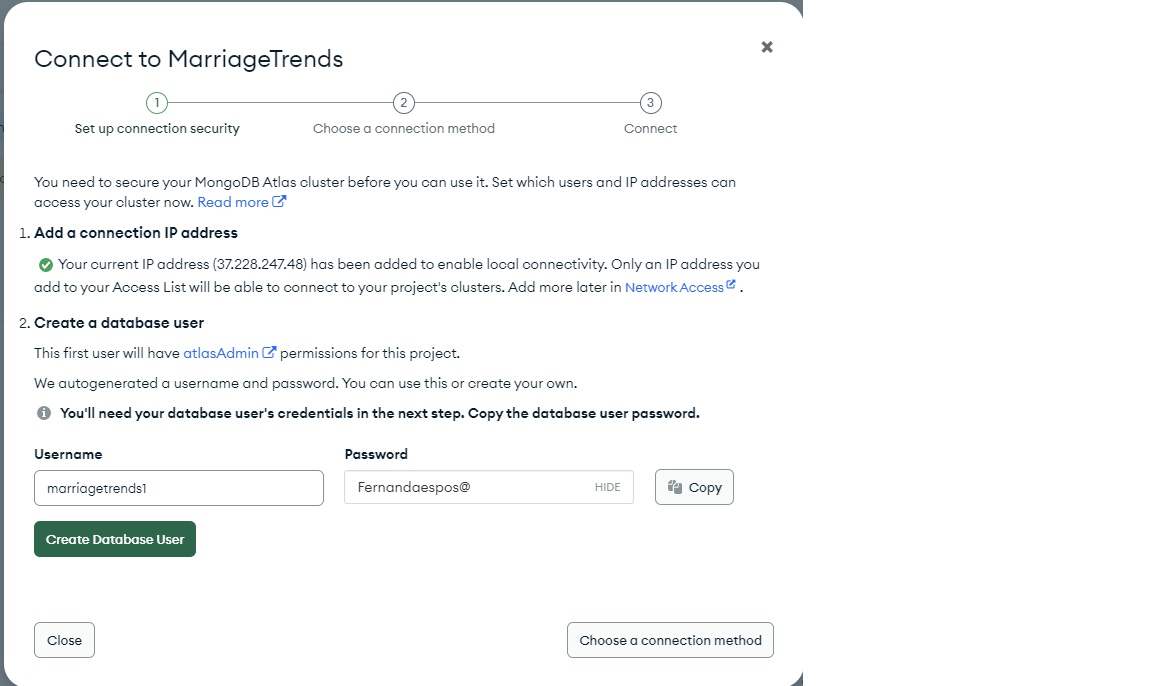 Connect to MarriageTrends
1
2
3
Set up connection security
Choose a connection method
Connect
You need to secure your MongoDB Atlas cluster before you can use it. Set which users and IP addresses can
access your cluster now. Read more
1. Add a connection IP address
Your current IP address (37.228.247.48) has been added to enable local connectivity. Only an IP address you
add to your Access List will be able to connect to your project's clusters. Add more later in Network Access .
2. Create a database user
This first user will have atlasAdmin permissions for this project.
We autogenerated a username and password. You can use this or create your own.
You'll need your database user's credentials in the next step. Copy the database user password.
Username
Password
marriagetrends1
Fernandaespos@
HIDE
Copy
Create Database User
Close
Choose a connection method